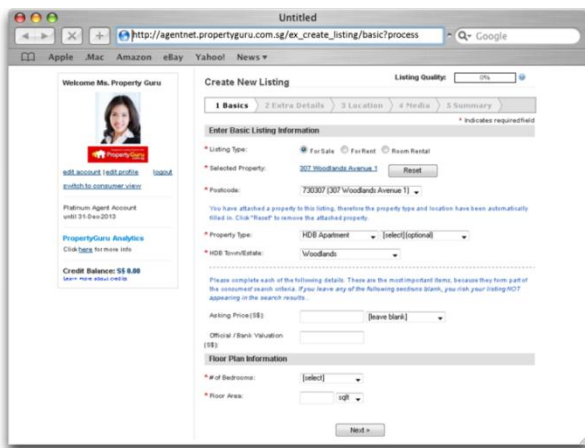 Untitled
http://agentnet.propertyguru.com.sg/ex_create_listing/basic?process
Google
Apple .Mac Amazon eBay Yahoo! News ▾
Welcome Ms. Property Guru
PropertyGuru
edit account | edit profile logout
switch to consumer view
Platinum Agent Account
until 31-Dec-2013
PropertyGuru Analytics
Click here for more info
Credit Balance: S$ 0.00
Learn more about credits
Create New Listing
Listing Quality: 0%
1 Basics 2 Extra Details 3 Location 4 Media 5 Summary
* Indicates required field
Enter Basic Listing Information
* Listing Type: For Sale For Rent Room Rental
* Selected Property: 307 Woodlands Avenue 1 Reset
* Postcode: 730307 (307 Woodlands Avenue 1)
You have attached a property to this listing, therefore the property type and location have been automatically
filled in. Click "Reset" to remove the attached property.
* Property Type: HDB Apartment [select](optional)
* HDB Town/Estate: Woodlands
Please complete each of the following details. These are the most important items, because they form part of
the consumer search criteria. If you leave any of the following sections blank, you risk your listing NOT
appearing in the search results.
Asking Price (S$): [leave blank]
Official / Bank Valuation
(S$):
Floor Plan Information
* # of Bedrooms: [select]
* Floor Area: sqft
Next »